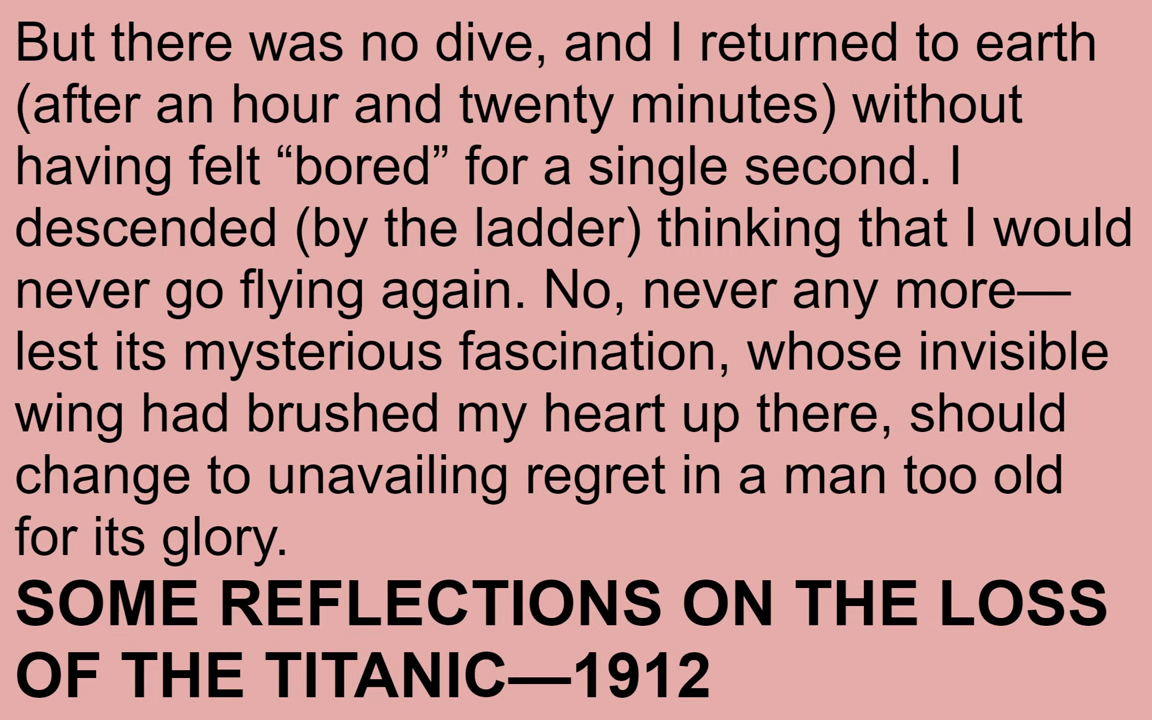 But there was no dive, and I returned to earth
(after an hour and twenty minutes) without
having felt “bored” for a single second. I
descended (by the ladder) thinking that I would
never go flying again. No, never any more—
lest its mysterious fascination, whose invisible
wing had brushed my heart up there, should
change to unavailing regret in a man too old
for its glory.
SOME REFLECTIONS ON THE LOSS
OF THE TITANIC—1912